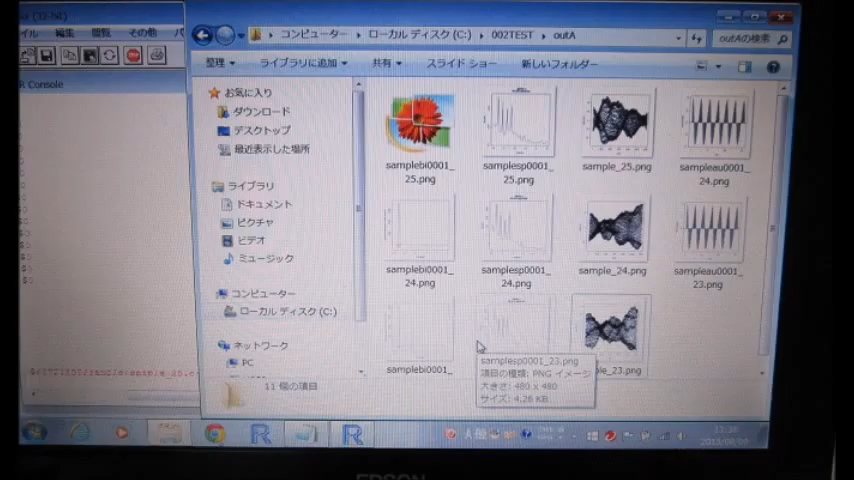 (32-bit)
編集 閲覧 その他 パ
R Console
コンピューター ▸ ローカル ディスク (C:) ▸ 002TEST ▸ outA
outAの検索
整理 ライブラリに追加 共有 スライド ショー 新しいフォルダー
お気に入り
ダウンロード
デスクトップ
最近表示した場所
ライブラリ
ドキュメント
ピクチャ
ビデオ
ミュージック
コンピューター
ローカル ディスク (C:)
ネットワーク
PC
samplebi0001_
25.png
samplesp0001_
25.png
sample_25.png
sampleau0001_
24.png
samplebi0001_
24.png
samplesp0001_
24.png
sample_24.png
sampleau0001_
23.png
samplebi0001_
le_23.png
samplesp0001_23.png
項目の種類: PNG イメージ
大きさ: 480 x 480
サイズ: 4.26 KB
11 個の項目
EPSON